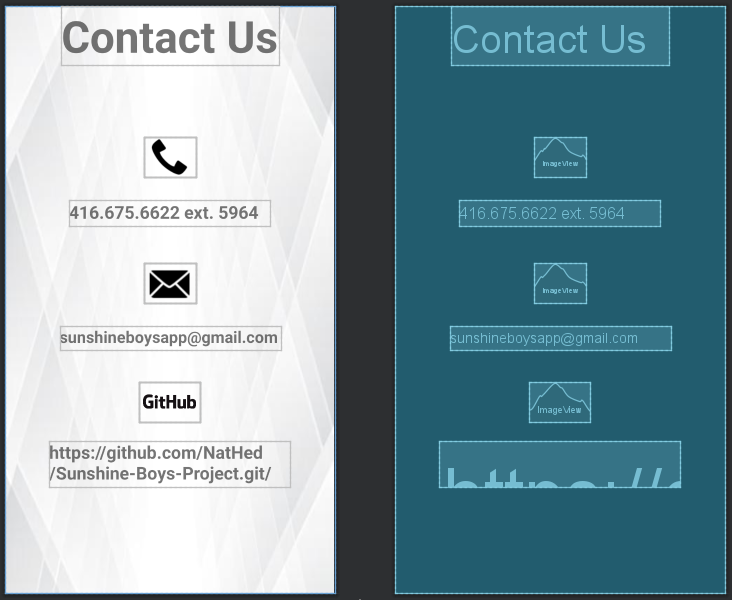 Contact Us
416.675.6622 ext. 5964
sunshineboysapp@gmail.com
GitHub
https://github.com/NatHed
/Sunshine-Boys-Project.git/
Contact Us
ImageView
416.675.6622 ext. 5964
ImageView
sunshineboysapp@gmail.com
ImageView
https://